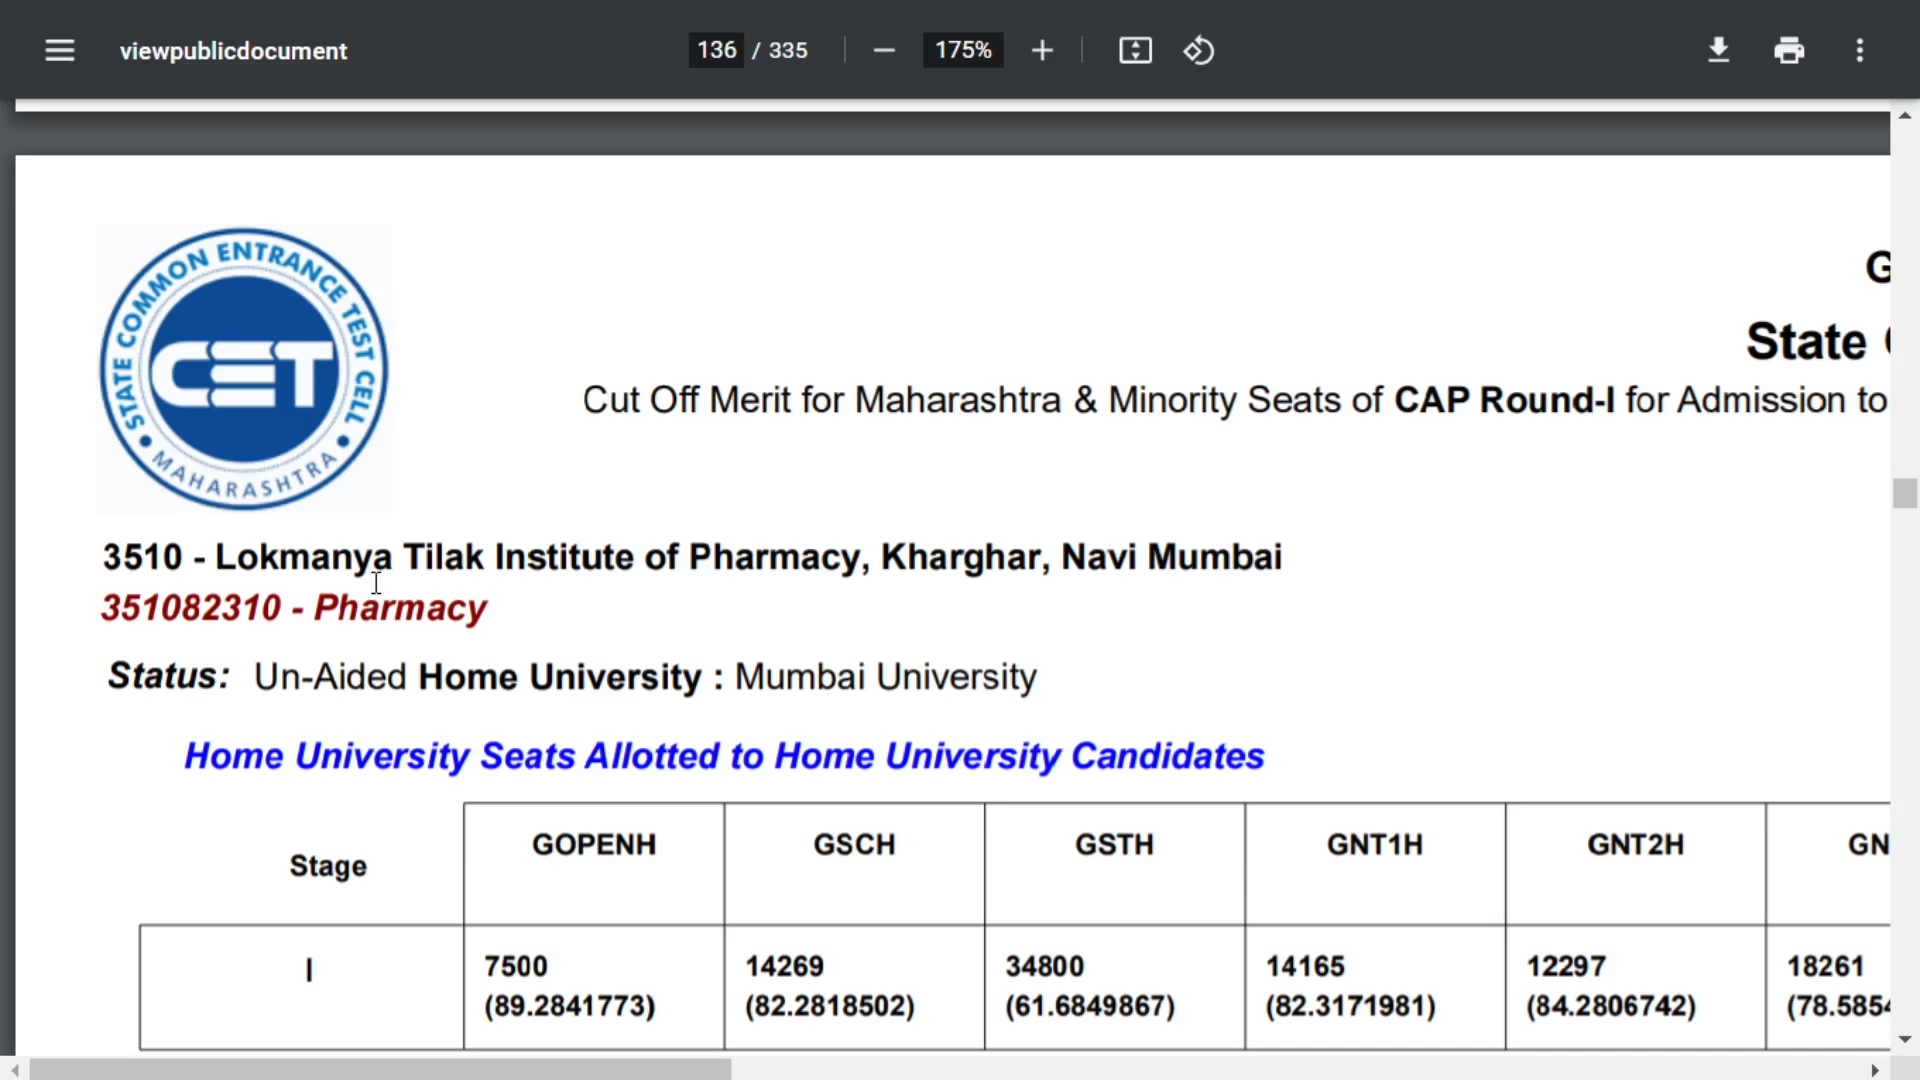 viewpublicdocument
136 / 335
175%
STATE COMMON ENTRANCE TEST CELL
CET
MAHARASHTRA
G
State
Cut Off Merit for Maharashtra & Minority Seats of CAP Round-I for Admission to
3510 - Lokmanya Tilak Institute of Pharmacy, Kharghar, Navi Mumbai
351082310 - Pharmacy
Status: Un-Aided Home University : Mumbai University
Home University Seats Allotted to Home University Candidates
Stage GOPENH GSCH GSTH GNT1H GNT2H GN
I 7500 14269 34800 14165 12297 18261
(89.2841773) (82.2818502) (61.6849867) (82.3171981) (84.2806742) (78.585